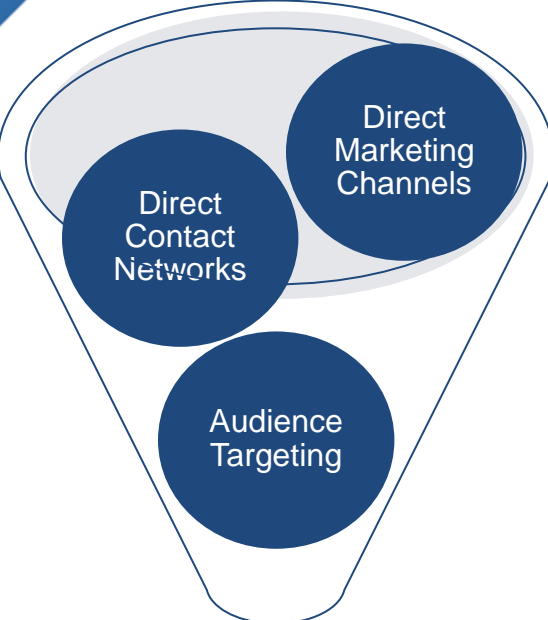 Direct
Marketing
Channels
Direct
Contact
Networks
Audience
Targeting